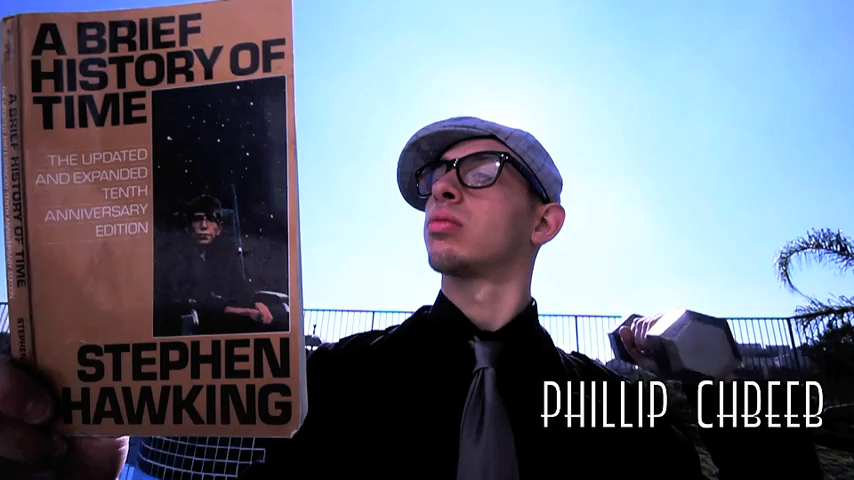 A BRIEF
HISTORY OF
TIME
THE UPDATED
AND EXPANDED
TENTH
ANNIVERSARY
EDITION
STEPHEN
HAWKING
A BRIEF HISTORY OF TIME
PHILLIP CHBEEB